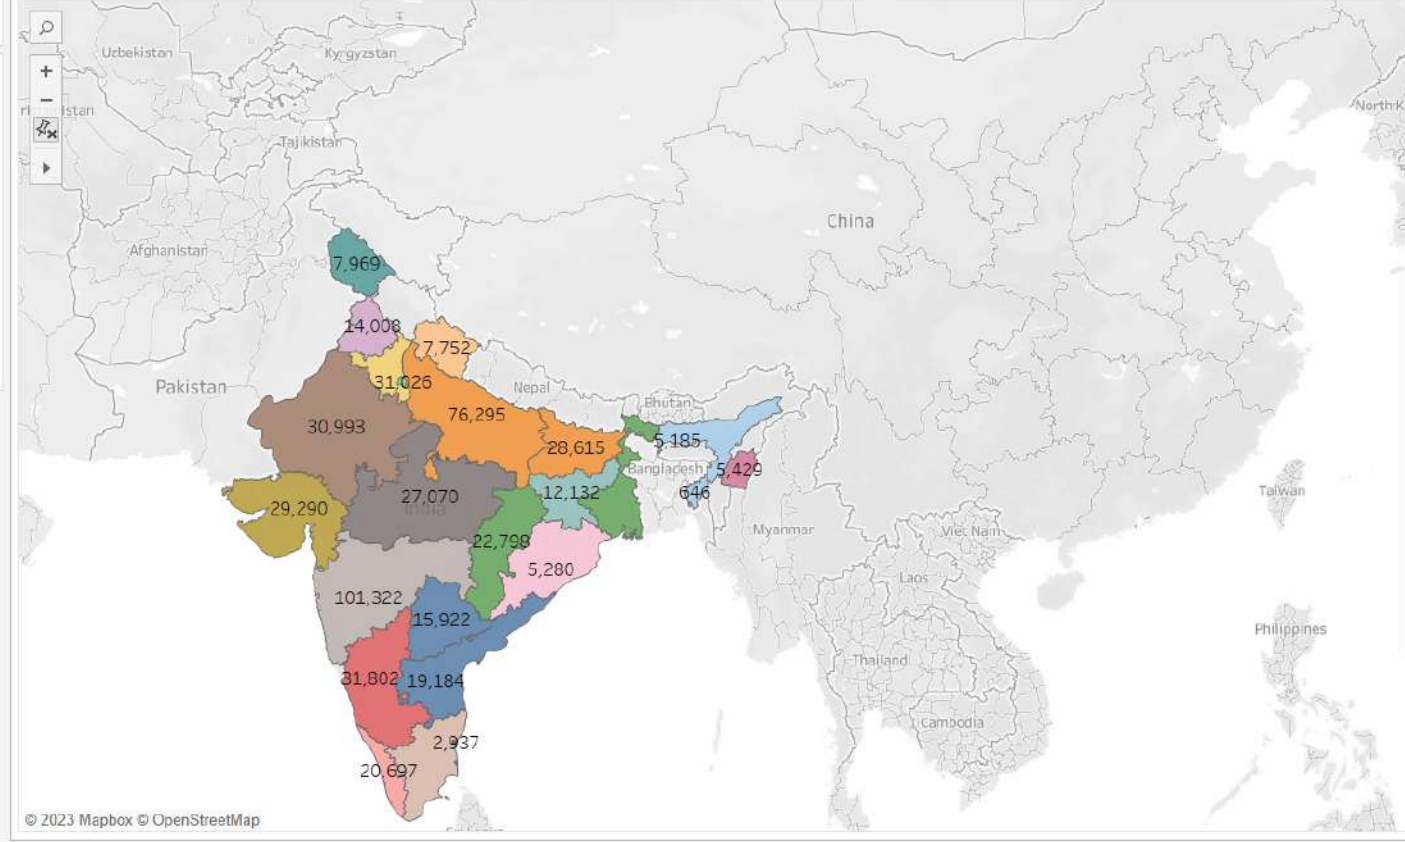 Uzbekistan
Kyrgyzstan
Tajikistan
North K
Afghanistan
China
7,969
14,008
7,752
31,026
Pakistan
Nepal
Bhutan
30,993
76,295
28,615
5,185
Bangladesh
5,429
27,070
India
12,132
646
29,290
Taiwan
22,798
Myanmar
Viet Nam
5,280
Laos
101,322
15,922
Philippines
Thailand
31,802
19,184
Cambodia
2,937
20,697
© 2023 Mapbox © OpenStreetMap